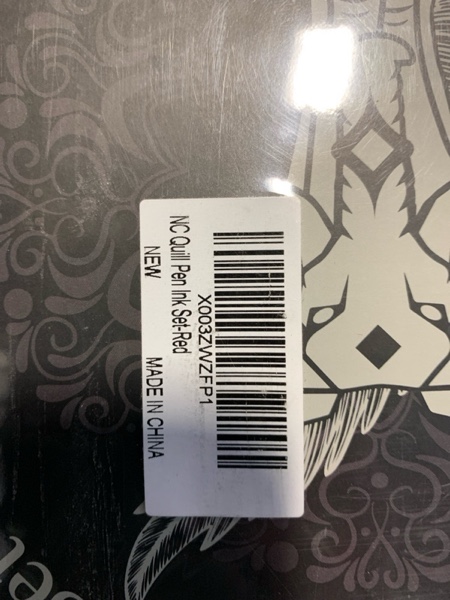 X003ZWZFP1
NC Quill Pen Ink Set-Red
NEW MADE IN CHINA